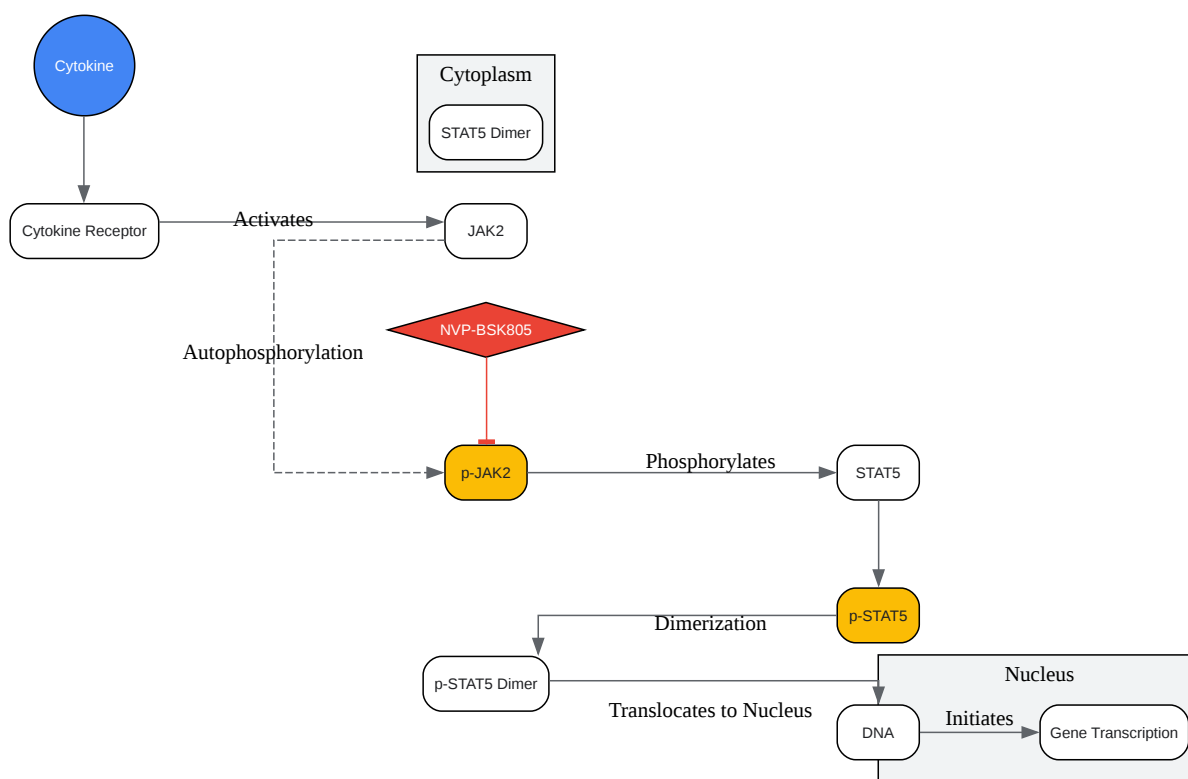 Cytokine
Cytoplasm
STAT5 Dimer
Cytokine Receptor
Activates
JAK2
NVP-BSK805
Autophosphorylation
p-JAK2
Phosphorylates
STAT5
p-STAT5
Dimerization
p-STAT5 Dimer
Translocates to Nucleus
Nucleus
DNA
Initiates
Gene Transcription